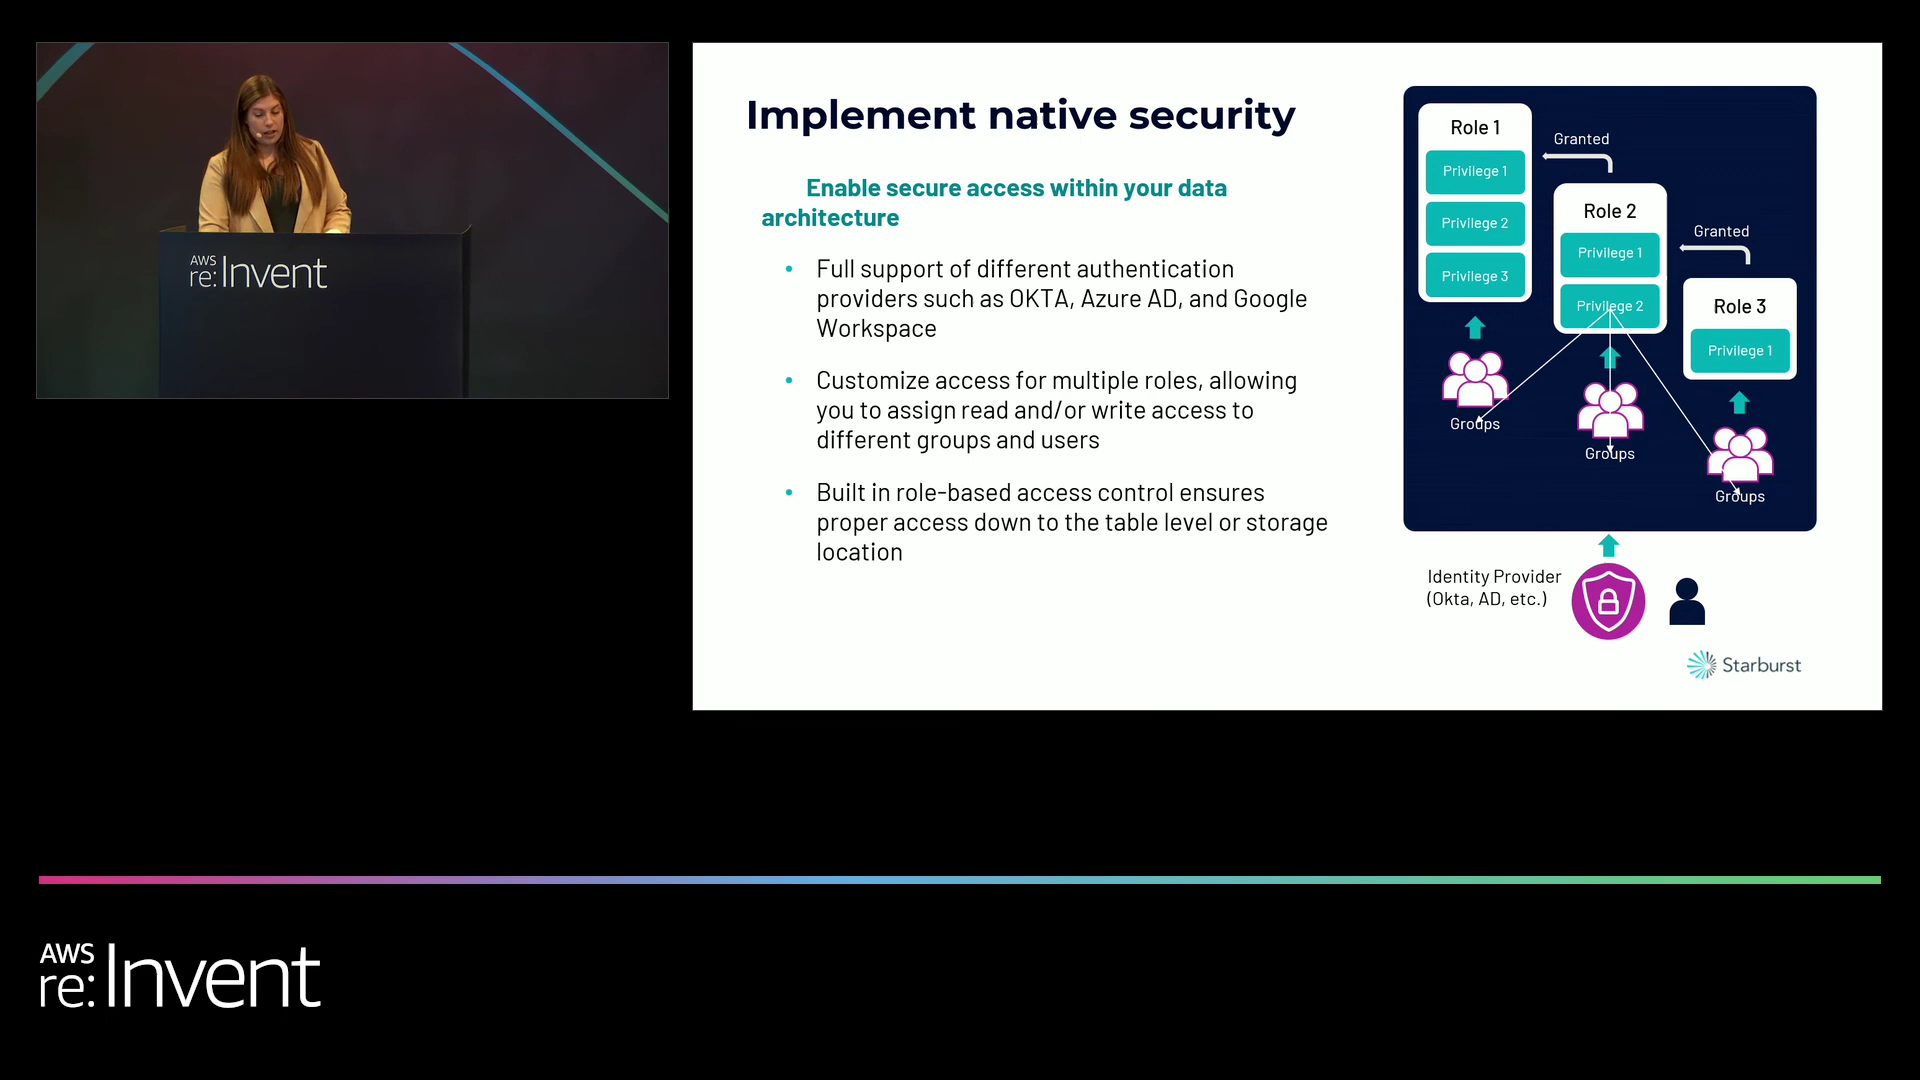 AWS
re:Invent
Implement native security
Enable secure access within your data
architecture
• Full support of different authentication
providers such as OKTA, Azure AD, and Google
Workspace
• Customize access for multiple roles, allowing
you to assign read and/or write access to
different groups and users
• Built in role-based access control ensures
proper access down to the table level or storage
location
Role 1
Privilege 1
Privilege 2
Privilege 3
Groups
Granted
Role 2
Privilege 1
Privilege 2
Groups
Granted
Role 3
Privilege 1
Groups
Identity Provider
(Okta, AD, etc.)
Starburst
AWS
re:Invent